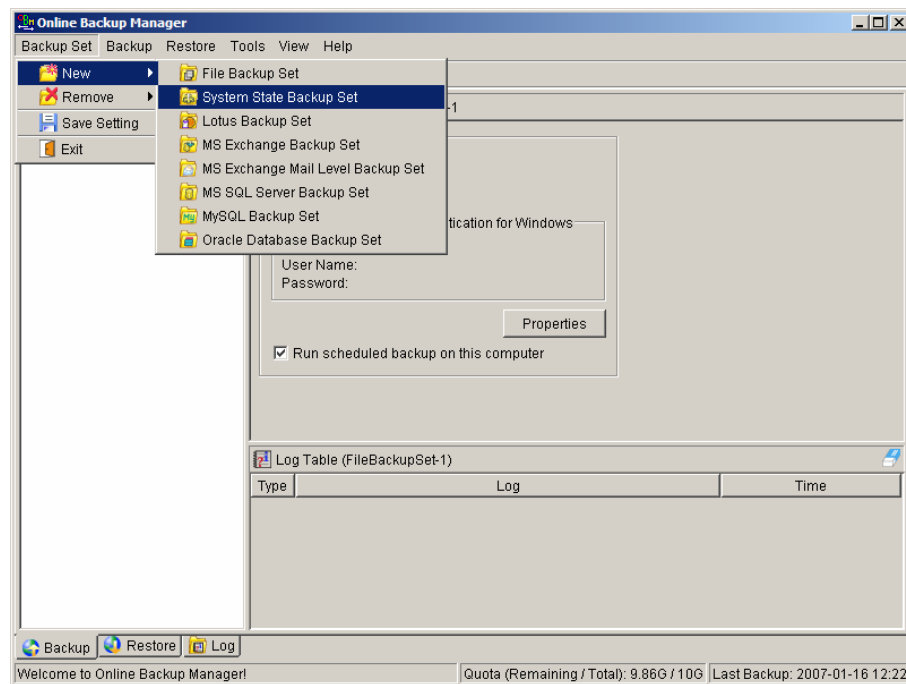 Online Backup Manager
Backup Set Backup Restore Tools View Help
New
Remove
Save Setting
Exit
File Backup Set
System State Backup Set
Lotus Backup Set
MS Exchange Backup Set
MS Exchange Mail Level Backup Set
MS SQL Server Backup Set
MySQL Backup Set
Oracle Database Backup Set
-1
tication for Windows
User Name:
Password:
Properties
Run scheduled backup on this computer
Log Table (FileBackupSet-1)
Type Log Time
Backup Restore Log
Welcome to Online Backup Manager! Quota (Remaining / Total): 9.86G / 10G Last Backup: 2007-01-16 12:22